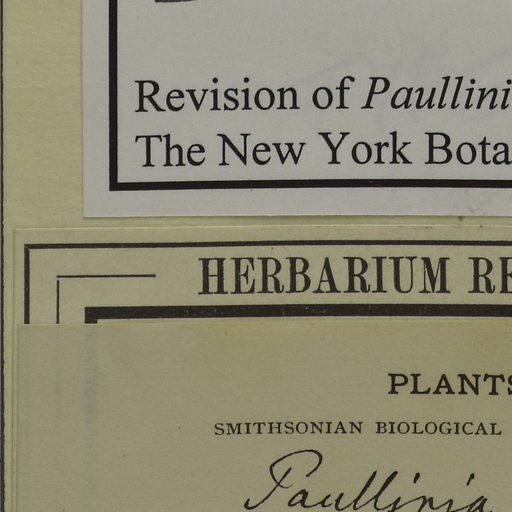 Revision of Paullini
The New York Bota
HERBARIUM RE
PLANTS
SMITHSONIAN BIOLOGICAL
Paullinia